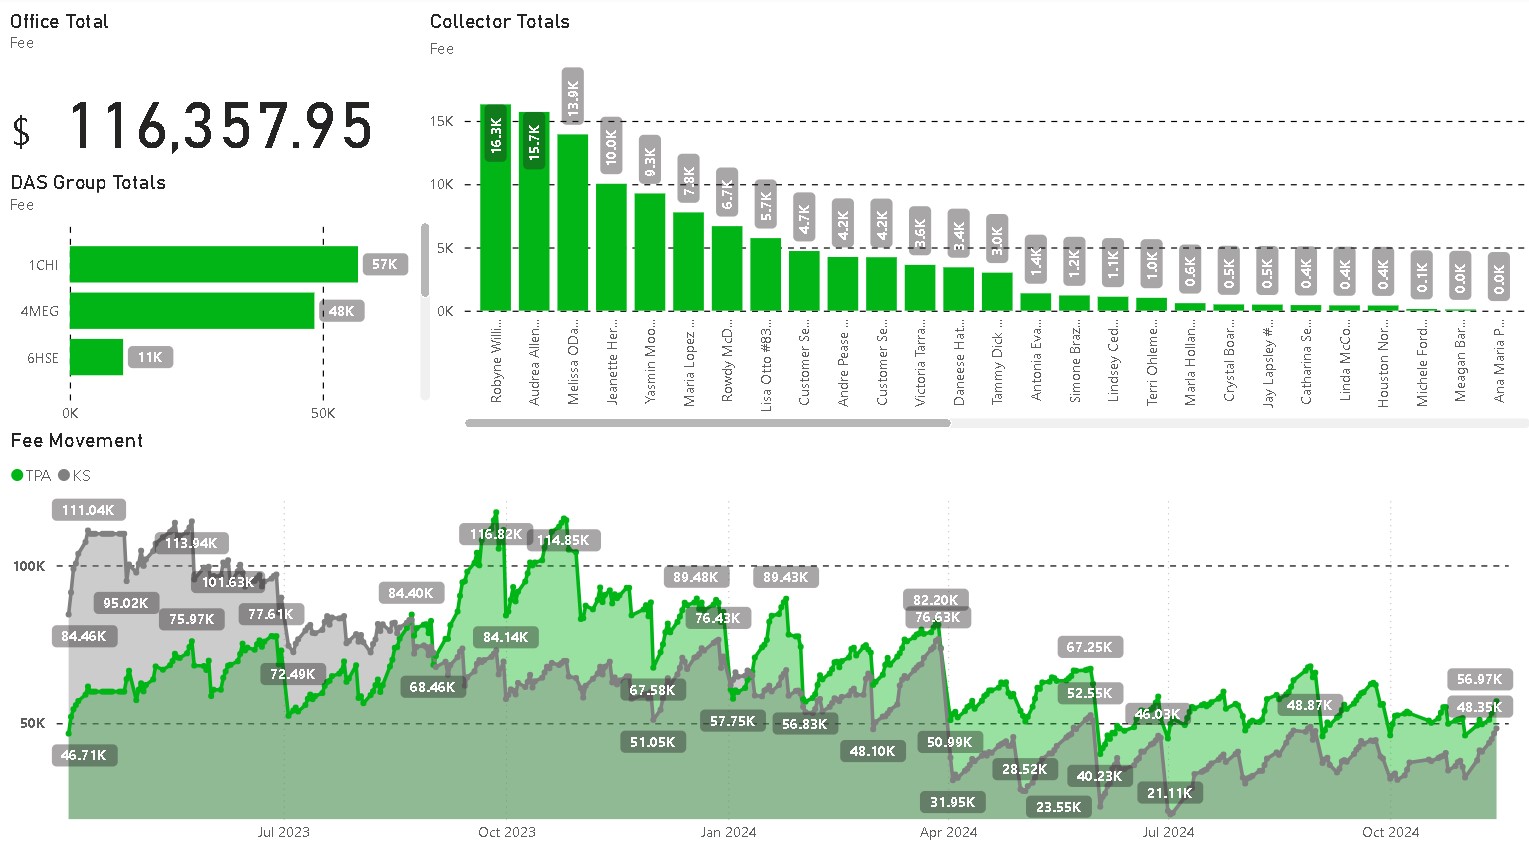 Office Total
Fee
$ 116,357.95
DAS Group Totals
Fee
1CHI 57K
4MEG 48K
6HSE 11K
0K 50K
Collector Totals
Fee
15K
10K
5K
0K
16.3K
15.7K
13.9K
10.0K
9.3K
7.8K
6.7K
5.7K
4.7K
4.2K
4.2K
3.6K
3.4K
3.0K
1.4K
1.2K
1.1K
1.0K
0.6K
0.5K
0.5K
0.4K
0.4K
0.4K
0.1K
0.0K
0.0K
Robyne Willi...
Audrea Allen...
Melissa ODa...
Jeanette Her...
Yasmin Moo...
Maria Lopez ...
Rowdy McD...
Lisa Otto #83...
Customer Se...
Andre Pease ...
Customer Se...
Victoria Tarra...
Daneese Hat...
Tammy Dick ...
Antonia Eva...
Simone Braz...
Lindsey Ced...
Terri Ohleme...
Marla Hollan...
Crystal Boar...
Jay Lapsley #...
Catharina Se...
Linda McCo...
Houston Nor...
Michele Ford...
Meagan Bar...
Ana Maria P...
Fee Movement
TPA KS
100K
50K
111.04K
84.46K
46.71K
95.02K
113.94K
75.97K
101.63K
77.61K
72.49K
84.40K
68.46K
116.82K
84.14K
114.85K
67.58K
51.05K
89.48K
76.43K
57.75K
89.43K
56.83K
48.10K
82.20K
76.63K
50.99K
31.95K
28.52K
23.55K
67.25K
52.55K
40.23K
46.03K
21.11K
48.87K
56.97K
48.35K
Jul 2023 Oct 2023 Jan 2024 Apr 2024 Jul 2024 Oct 2024